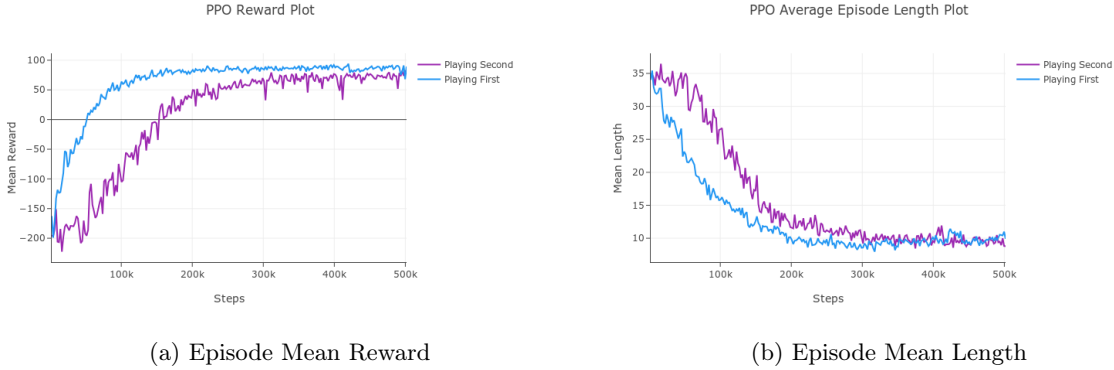 PPO Reward Plot
100
50
0
−50
−100
−150
−200
Mean Reward
100k 200k 300k 400k 500k
Steps
Playing Second
Playing First
(a) Episode Mean Reward
PPO Average Episode Length Plot
35
30
25
20
15
10
Mean Length
100k 200k 300k 400k 500k
Steps
Playing Second
Playing First
(b) Episode Mean Length